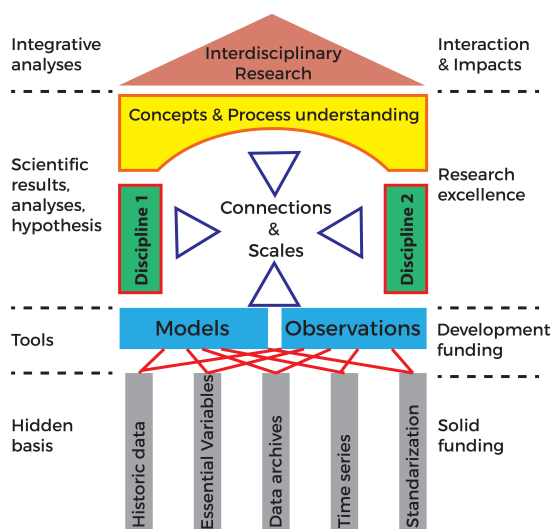 Integrative
analyses
Interdisciplinary
Research
Interaction
& Impacts
Concepts & Process understanding
Scientific
results,
analyses,
hypothesis
Discipline 1
Connections
&
Scales
Discipline 2
Research
excellence
Tools
Models
Observations
Development
funding
Hidden
basis
Historic data
Essential Variables
Data archives
Time series
Standarization
Solid
funding